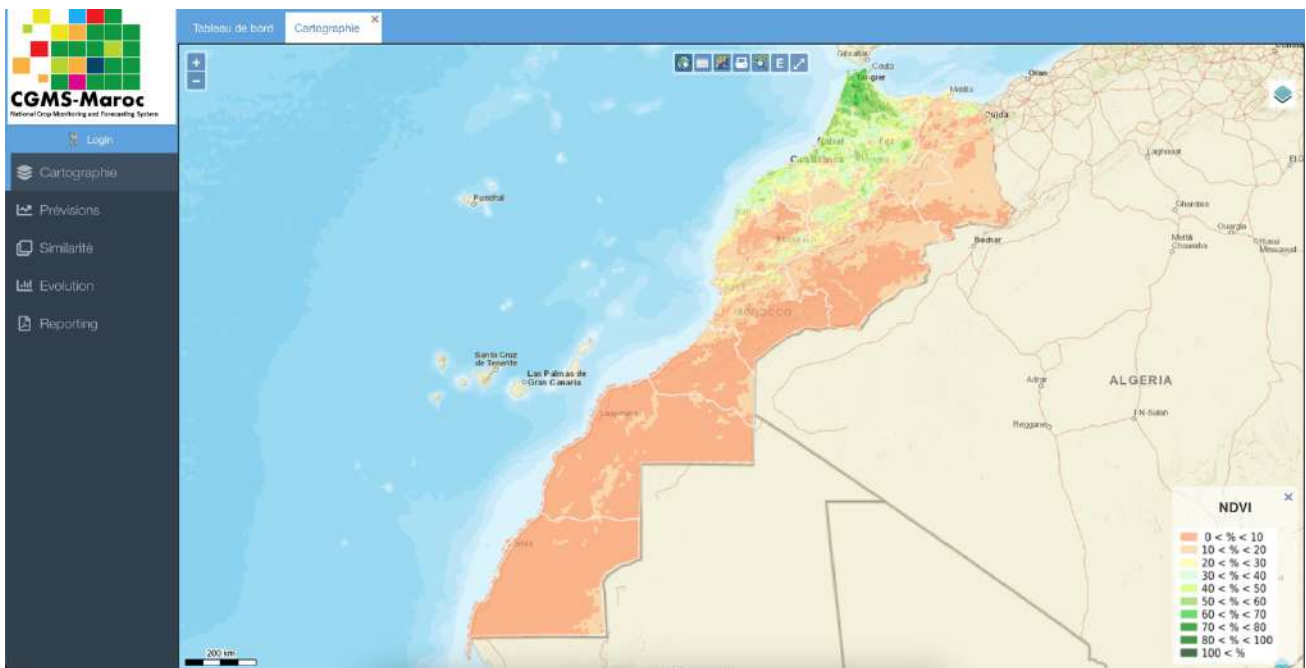 CGMS-Maroc
National Crop Monitoring and Forecasting System
Login
Cartographie
Prévisions
Similarité
Evolution
Reporting
Tableau de bord
Cartographie
E
Gibraltar
Ceuta
Tangier
Melilla
Oran
Oujda
Rabat
Fez
Casablanca
Laghouat
Funchal
Ghardaia
Ouargla
Hassi
Messaoud
Bechar
Metlili
Chaamba
MOROCCO
Santa Cruz
de Tenerife
Las Palmas de
Gran Canaria
Adrar
ALGERIA
I-N-Salah
Reggane
200 km
NDVI
0 < % < 10
10 < % < 20
20 < % < 30
30 < % < 40
40 < % < 50
50 < % < 60
60 < % < 70
70 < % < 80
80 < % < 100
100 < %